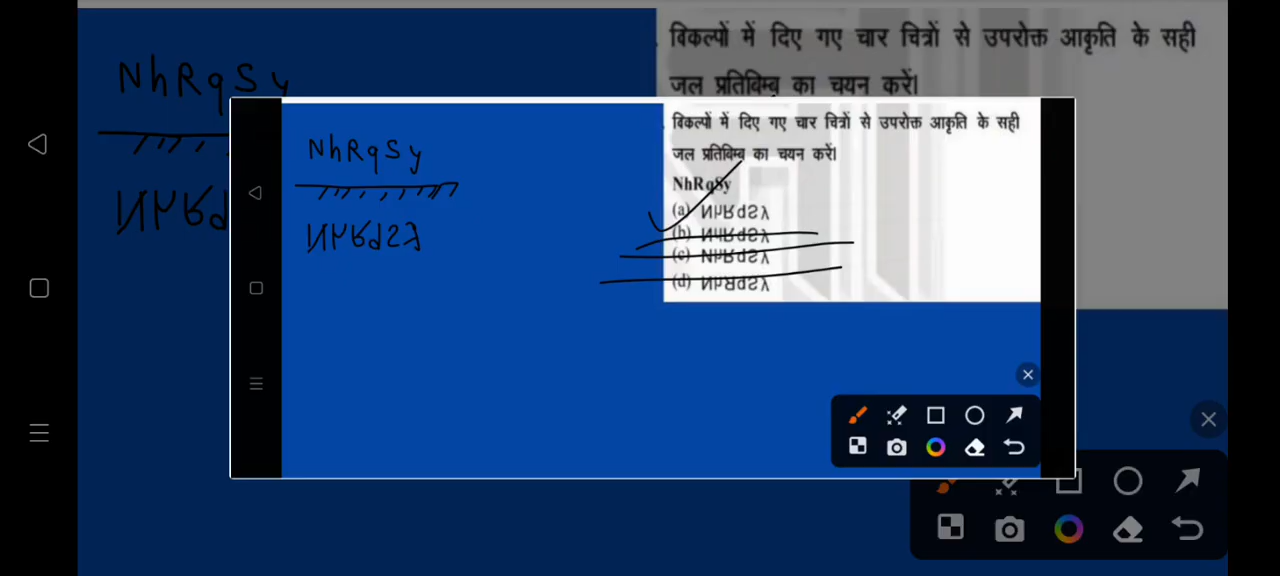 NhRqSy
विकल्पों में दिए गए चार चित्रों से उपरोक्त आकृति के सही
जल प्रतिबिम्ब का चयन करें।
NhRqSy
विकल्पों में दिए गए चार चित्रों से उपरोक्त आकृति के सही
जल प्रतिबिम्ब का चयन करें।
NhRqSy
(a)
(b)
(c)
(d)